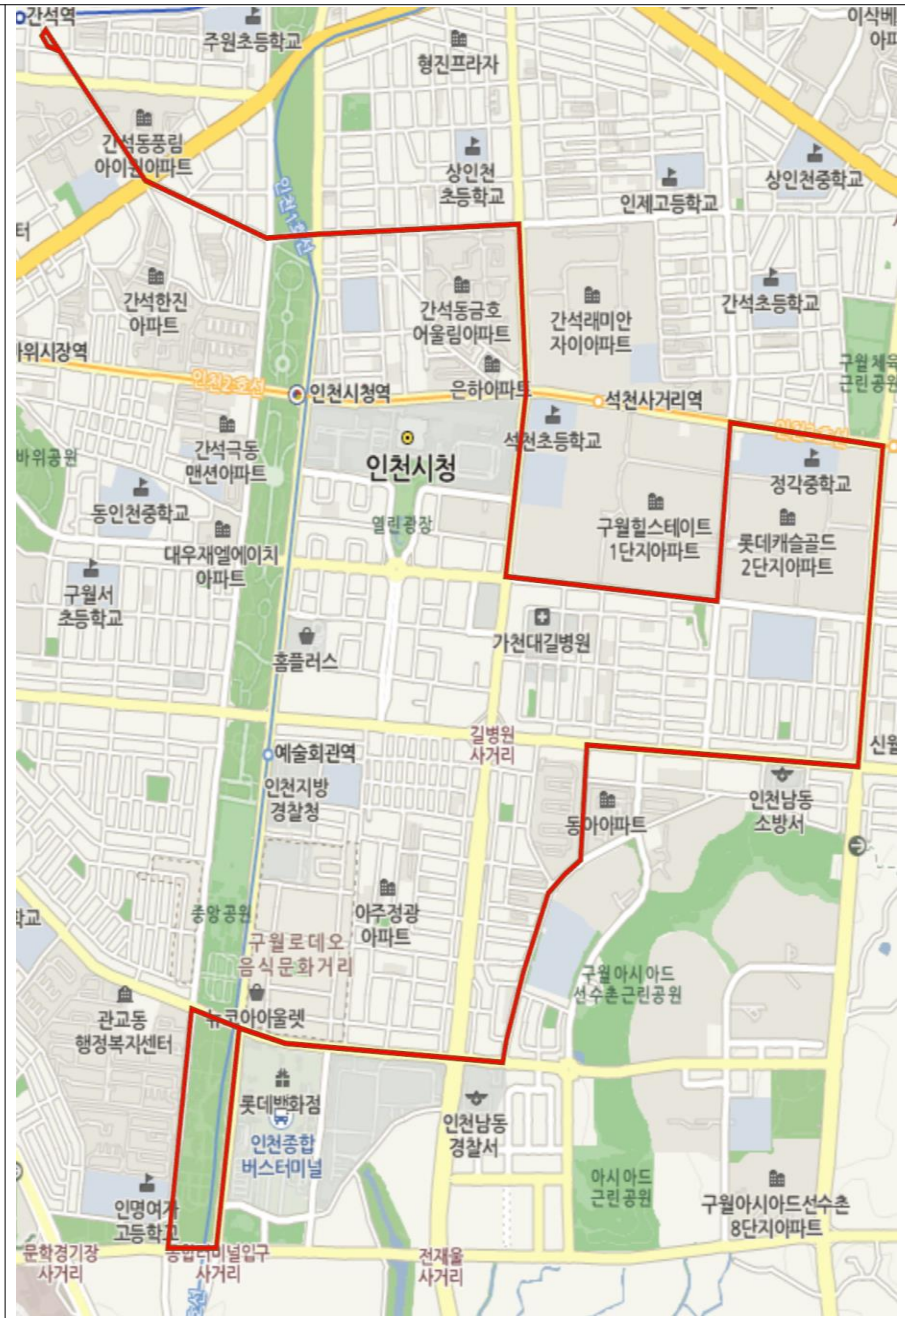 간석역
주원초등학교
형진프라자
이삭베
아파
간석동풍림
아이원아파트
상인천
초등학교
인제고등학교
상인천중학교
인천1호선
터
간석한진
아파트
간석동금호
어울림아파트
간석래미안
자이아파트
간석초등학교
바위시장역
인천2호선
인천시청역
은하아파트
석천사거리역
구월체육
근린공원
간석극동
맨션아파트
바위공원
인천시청
석천초등학교
정각중학교
동인천중학교
열린광장
구월힐스테이트
1단지아파트
롯데캐슬골드
2단지아파트
대우재엘에이치
아파트
구월서
초등학교
가천대길병원
홈플러스
길병원
사거리
신월
예술회관역
인천지방
경찰청
동아아파트
인천남동
소방서
아주정광
아파트
학교
중앙공원
구월로데오
음식문화거리
구월아시아드
선수촌근린공원
관교동
행정복지센터
뉴코아아울렛
롯데백화점
인천종합
버스터미널
인천남동
경찰서
인명여자
고등학교
아시아드
근린공원
구월아시아드선수촌
8단지아파트
문학경기장
사거리
종합터미널입구
사거리
전재울
사거리